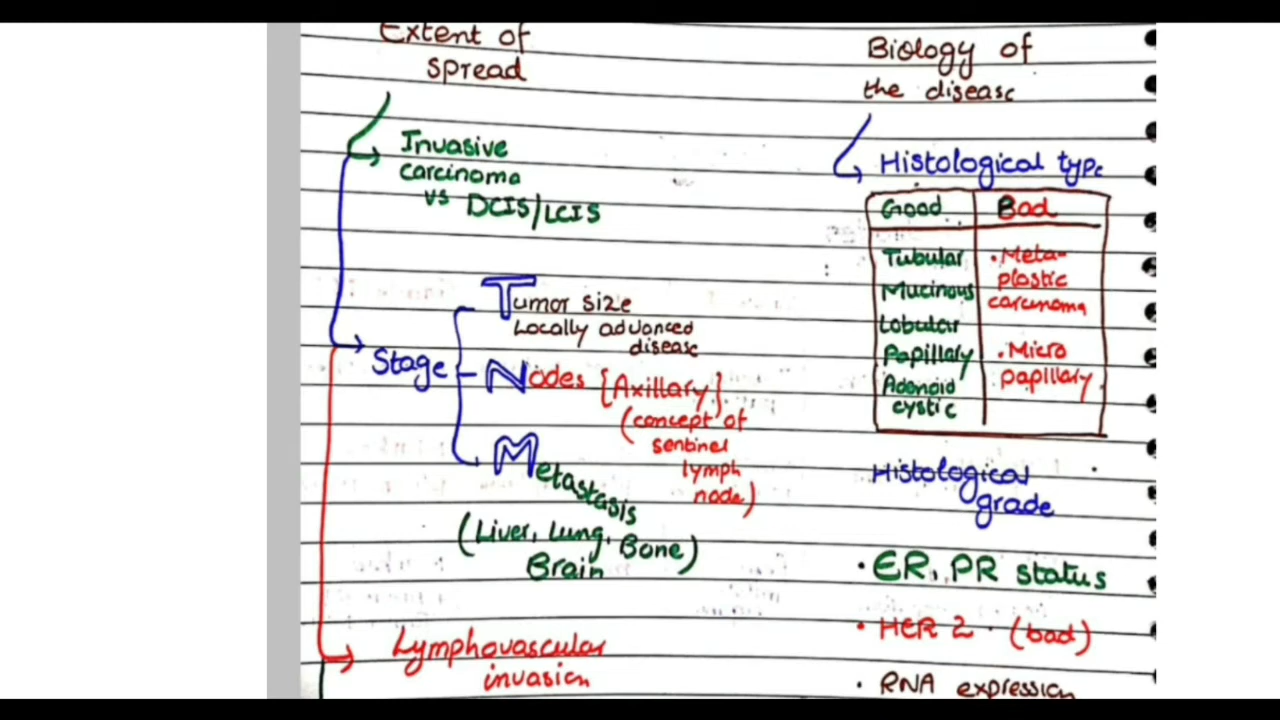 Extent of
spread
Invasive
carcinoma
vs DCIS/LCIS
Stage
Tumor size
Locally advanced
disease
Nodes [Axillary]
(concept of
sentinel
lymph
node)
Metastasis
(Liver, Lung, Bone)
Brain
Lymphovascular
invasion
Biology of
the disease
Histological type
Good
Bad
Tubular
Mucinous
Lobular
Papillary
Adenoid
cystic
• Meta-
plastic
carcinoma
• Micro
papillary
Histological
grade
• ER, PR status
• HER 2 (bad)
• RNA expression